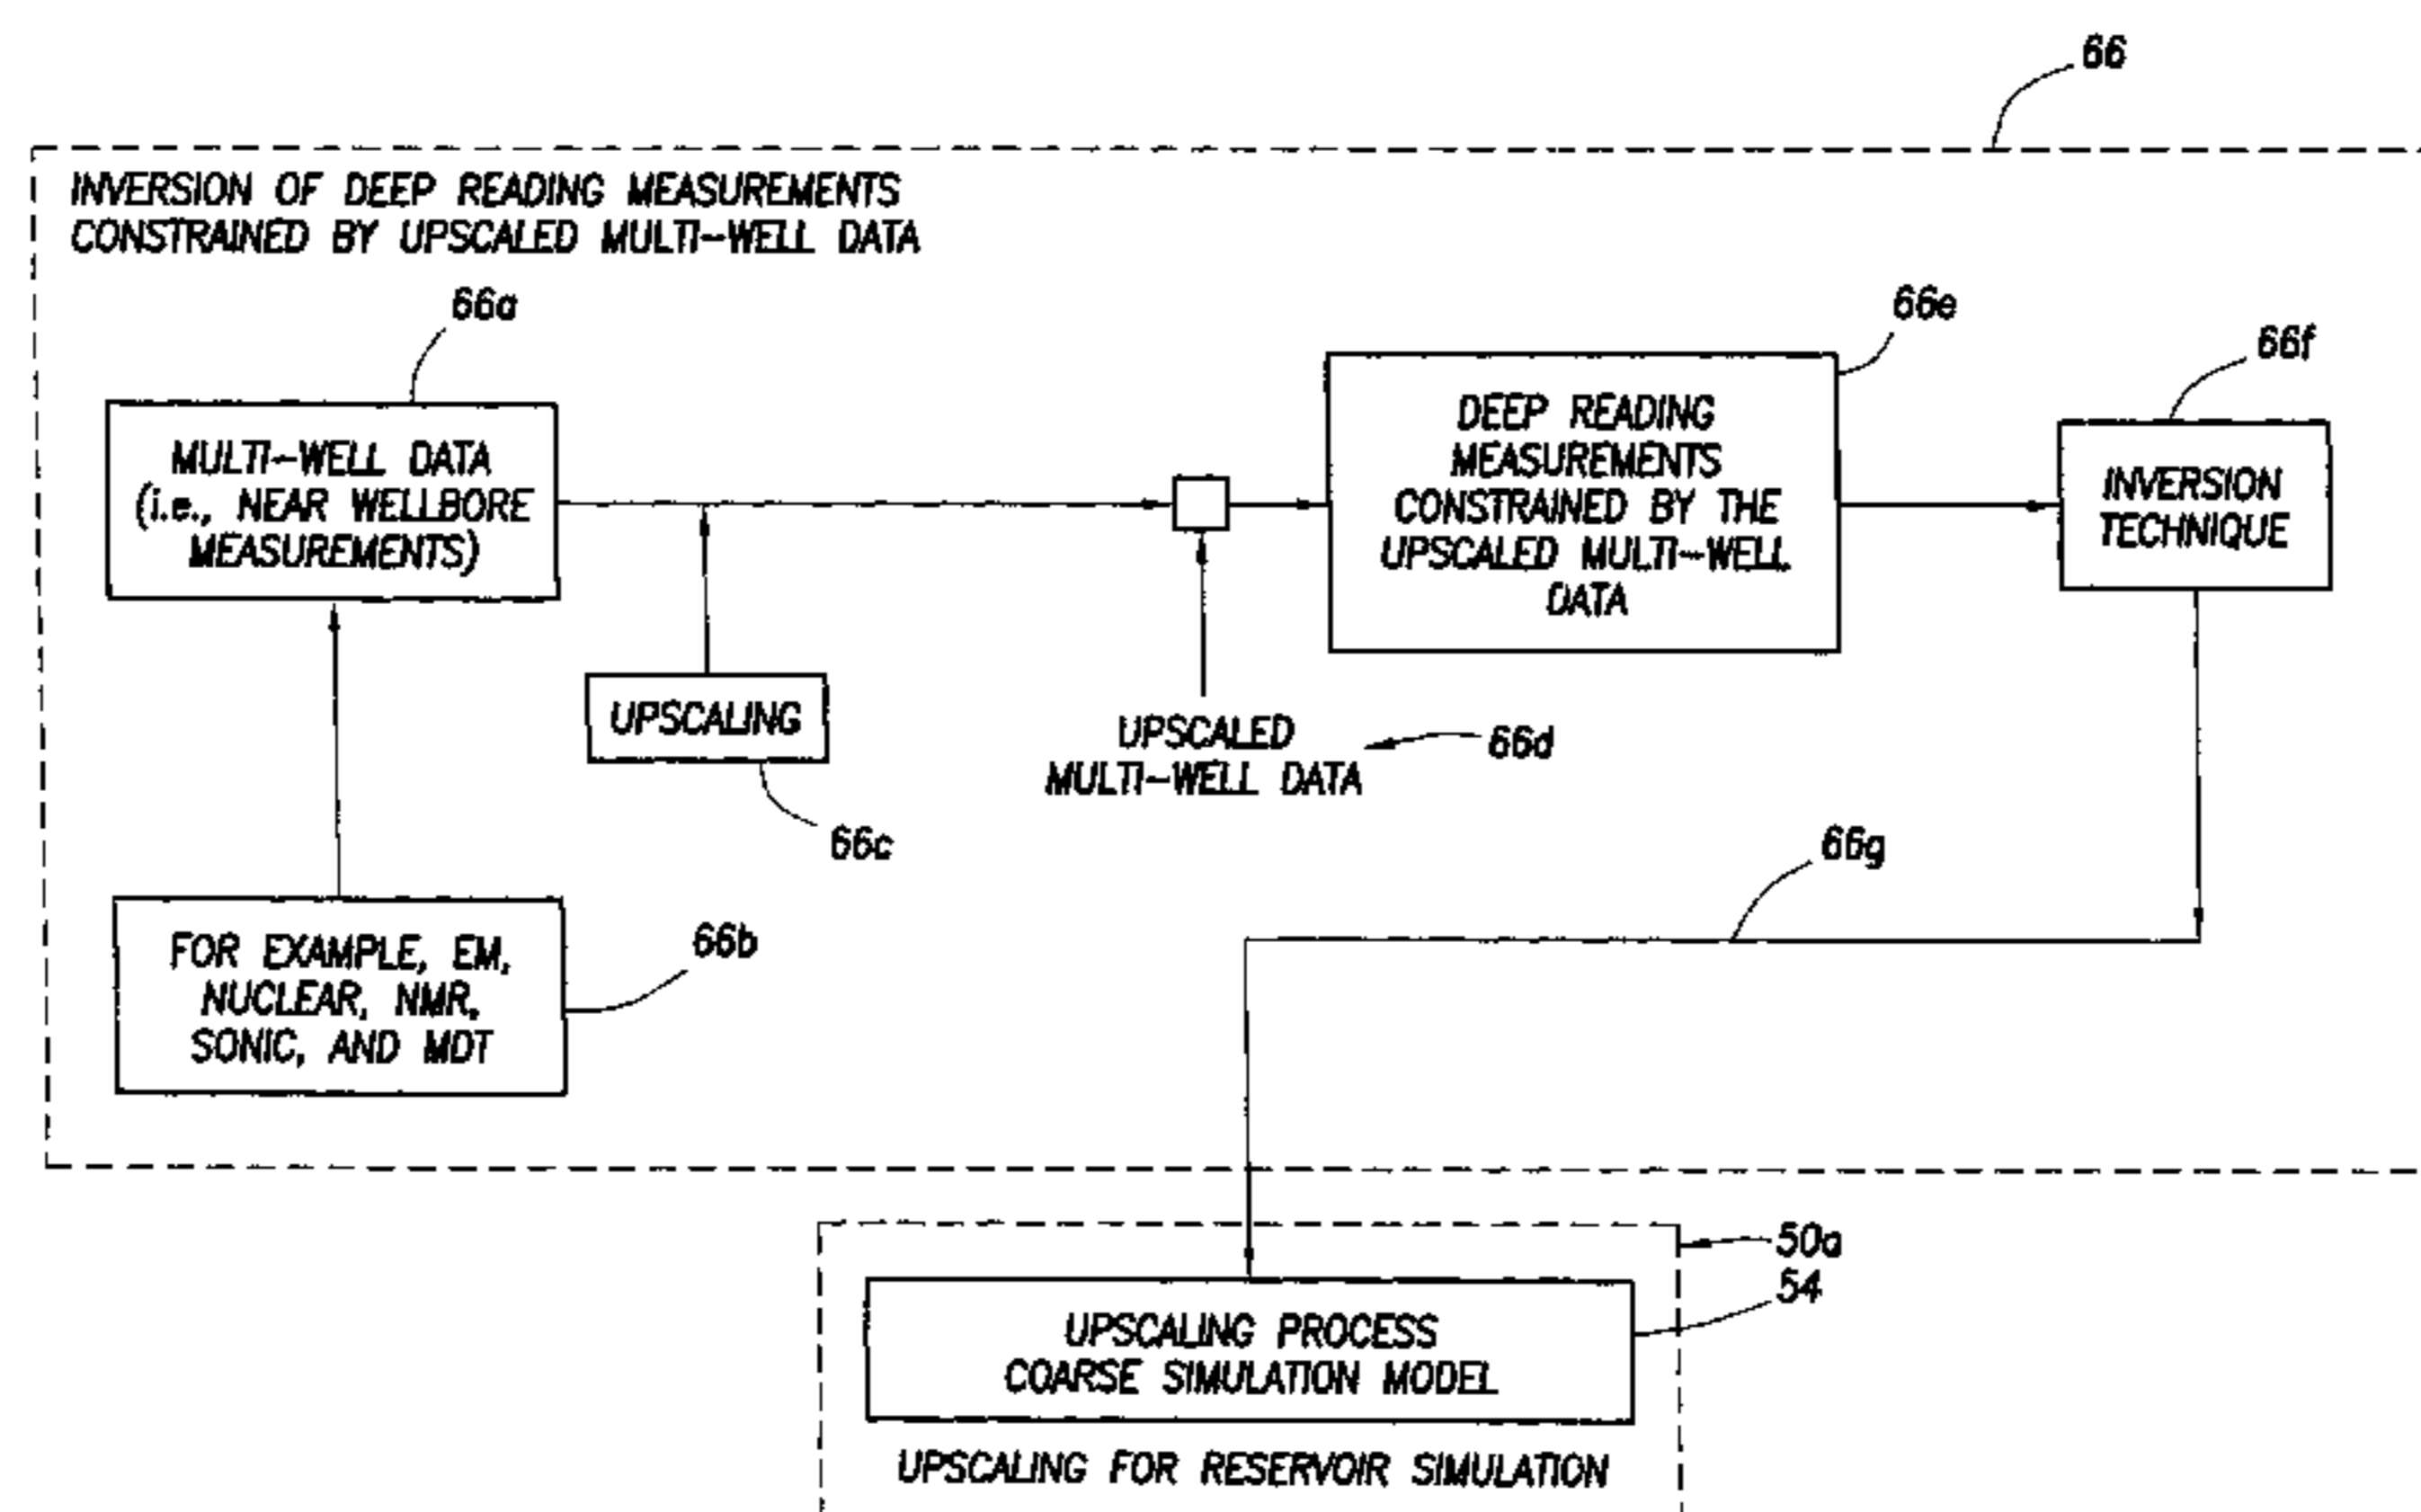 66
INVERSION OF DEEP READING MEASUREMENTS
CONSTRAINED BY UPSCALED MULTI-WELL DATA
66a
66e
66f
MULTI-WELL DATA
(i.e., NEAR WELLBORE
MEASUREMENTS)
DEEP READING
MEASUREMENTS
CONSTRAINED BY THE
UPSCALED MULTI-WELL
DATA
INVERSION
TECHNIQUE
UPSCALING
66c
UPSCALED
MULTI-WELL DATA
66d
66g
FOR EXAMPLE, EM,
NUCLEAR, NMR,
SONIC, AND MDT
66b
50a
54
UPSCALING PROCESS
COARSE SIMULATION MODEL
UPSCALING FOR RESERVOIR SIMULATION